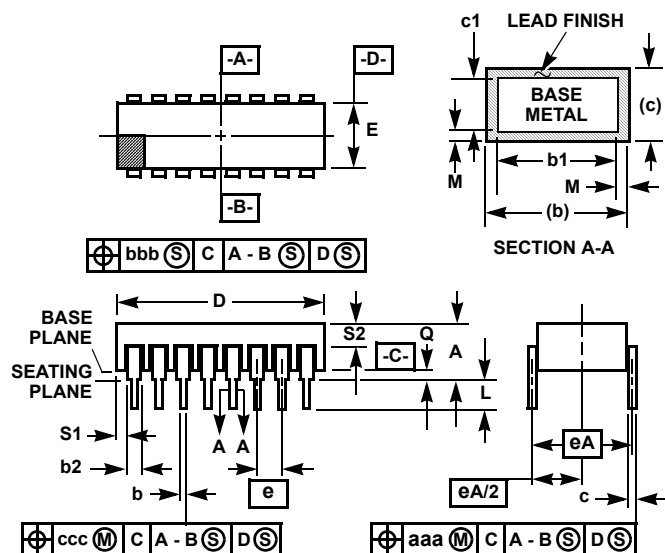 c1
LEAD FINISH
-A-
-D-
E
BASE
METAL
(c)
b1
M
M
-B-
(b)
SECTION A-A
⌖ bbb Ⓢ C A - B Ⓢ D Ⓢ
D
BASE
PLANE
S2
Q
-C-
A
SEATING
PLANE
L
S1
A A
eA
b2
b
e
eA/2
c
⌖ ccc Ⓜ C A - B Ⓢ D Ⓢ
⌖ aaa Ⓜ C A - B Ⓢ D Ⓢ